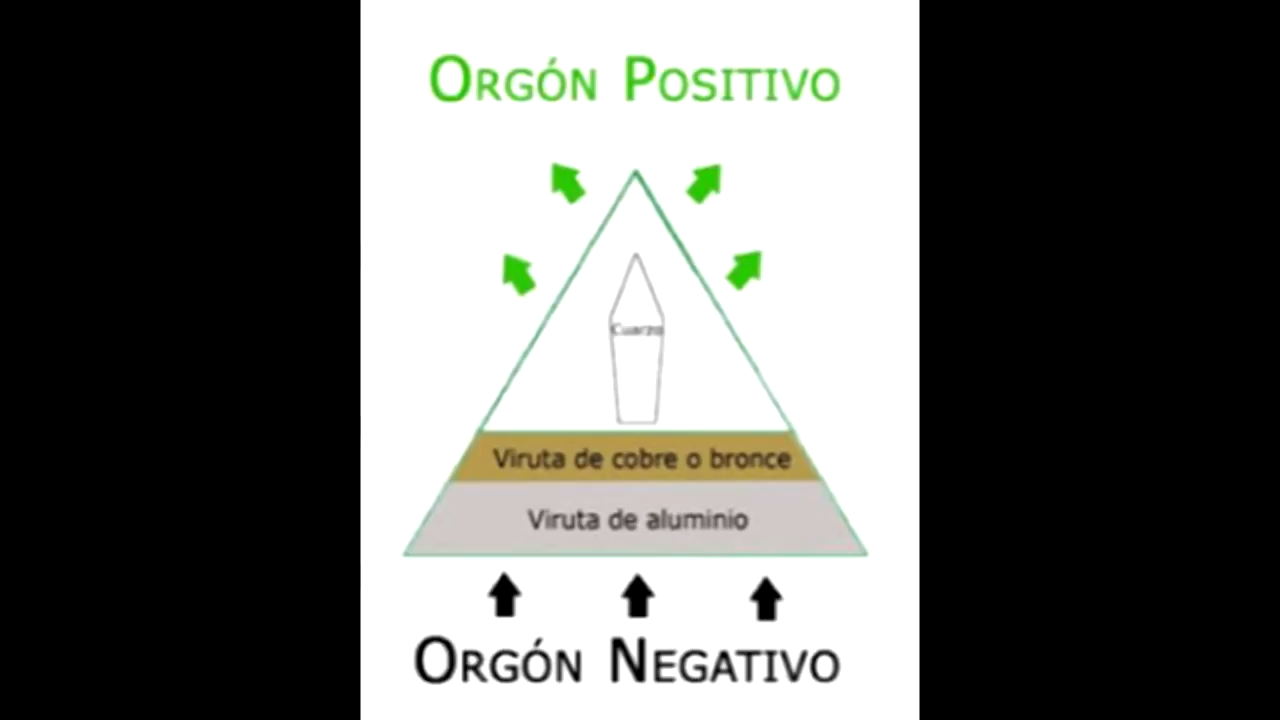 Orgón Positivo
Cuarzo
Viruta de cobre o bronce
Viruta de aluminio
Orgón Negativo